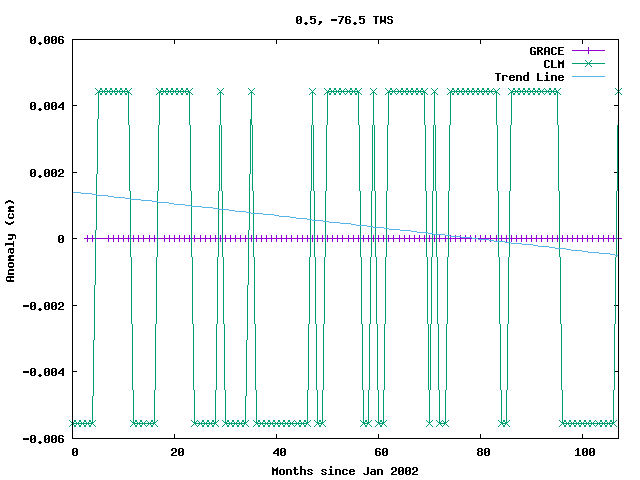 0.5, -76.5 TWS
0.006
GRACE
CLM
Trend Line
0.004
0.002
0
-0.002
-0.004
-0.006
Anomaly (cm)
0 20 40 60 80 100
Months since Jan 2002